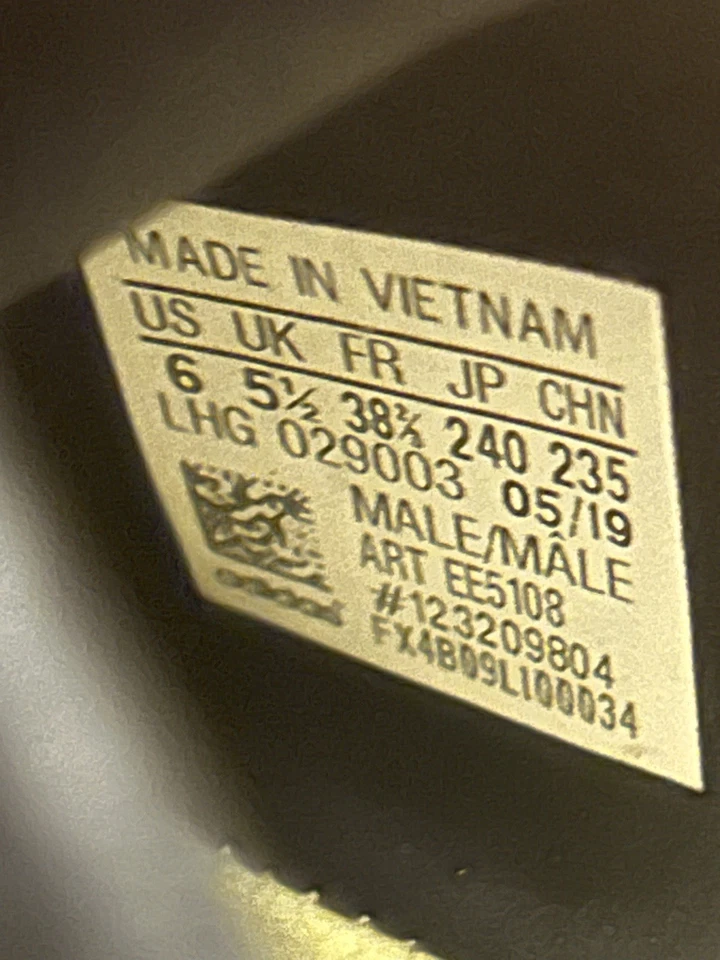 MADE IN VIETNAM
US UK FR JP CHN
6 5½ 38⅔ 240 235
LHG 029003 05/19
MALE/MÂLE
ART EE5108
#123209804
FX4B09L100034
adidas